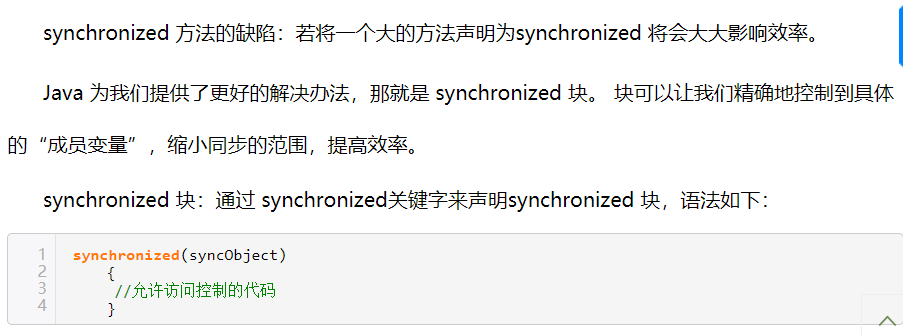 synchronized 方法的缺陷：若将一个大的方法声明为synchronized 将会大大影响效率。
Java 为我们提供了更好的解决办法，那就是 synchronized 块。 块可以让我们精确地控制到具体
的“成员变量”，缩小同步的范围，提高效率。
synchronized 块：通过 synchronized关键字来声明synchronized 块，语法如下：
1 synchronized(syncObject)
2 {
3 //允许访问控制的代码
4 }